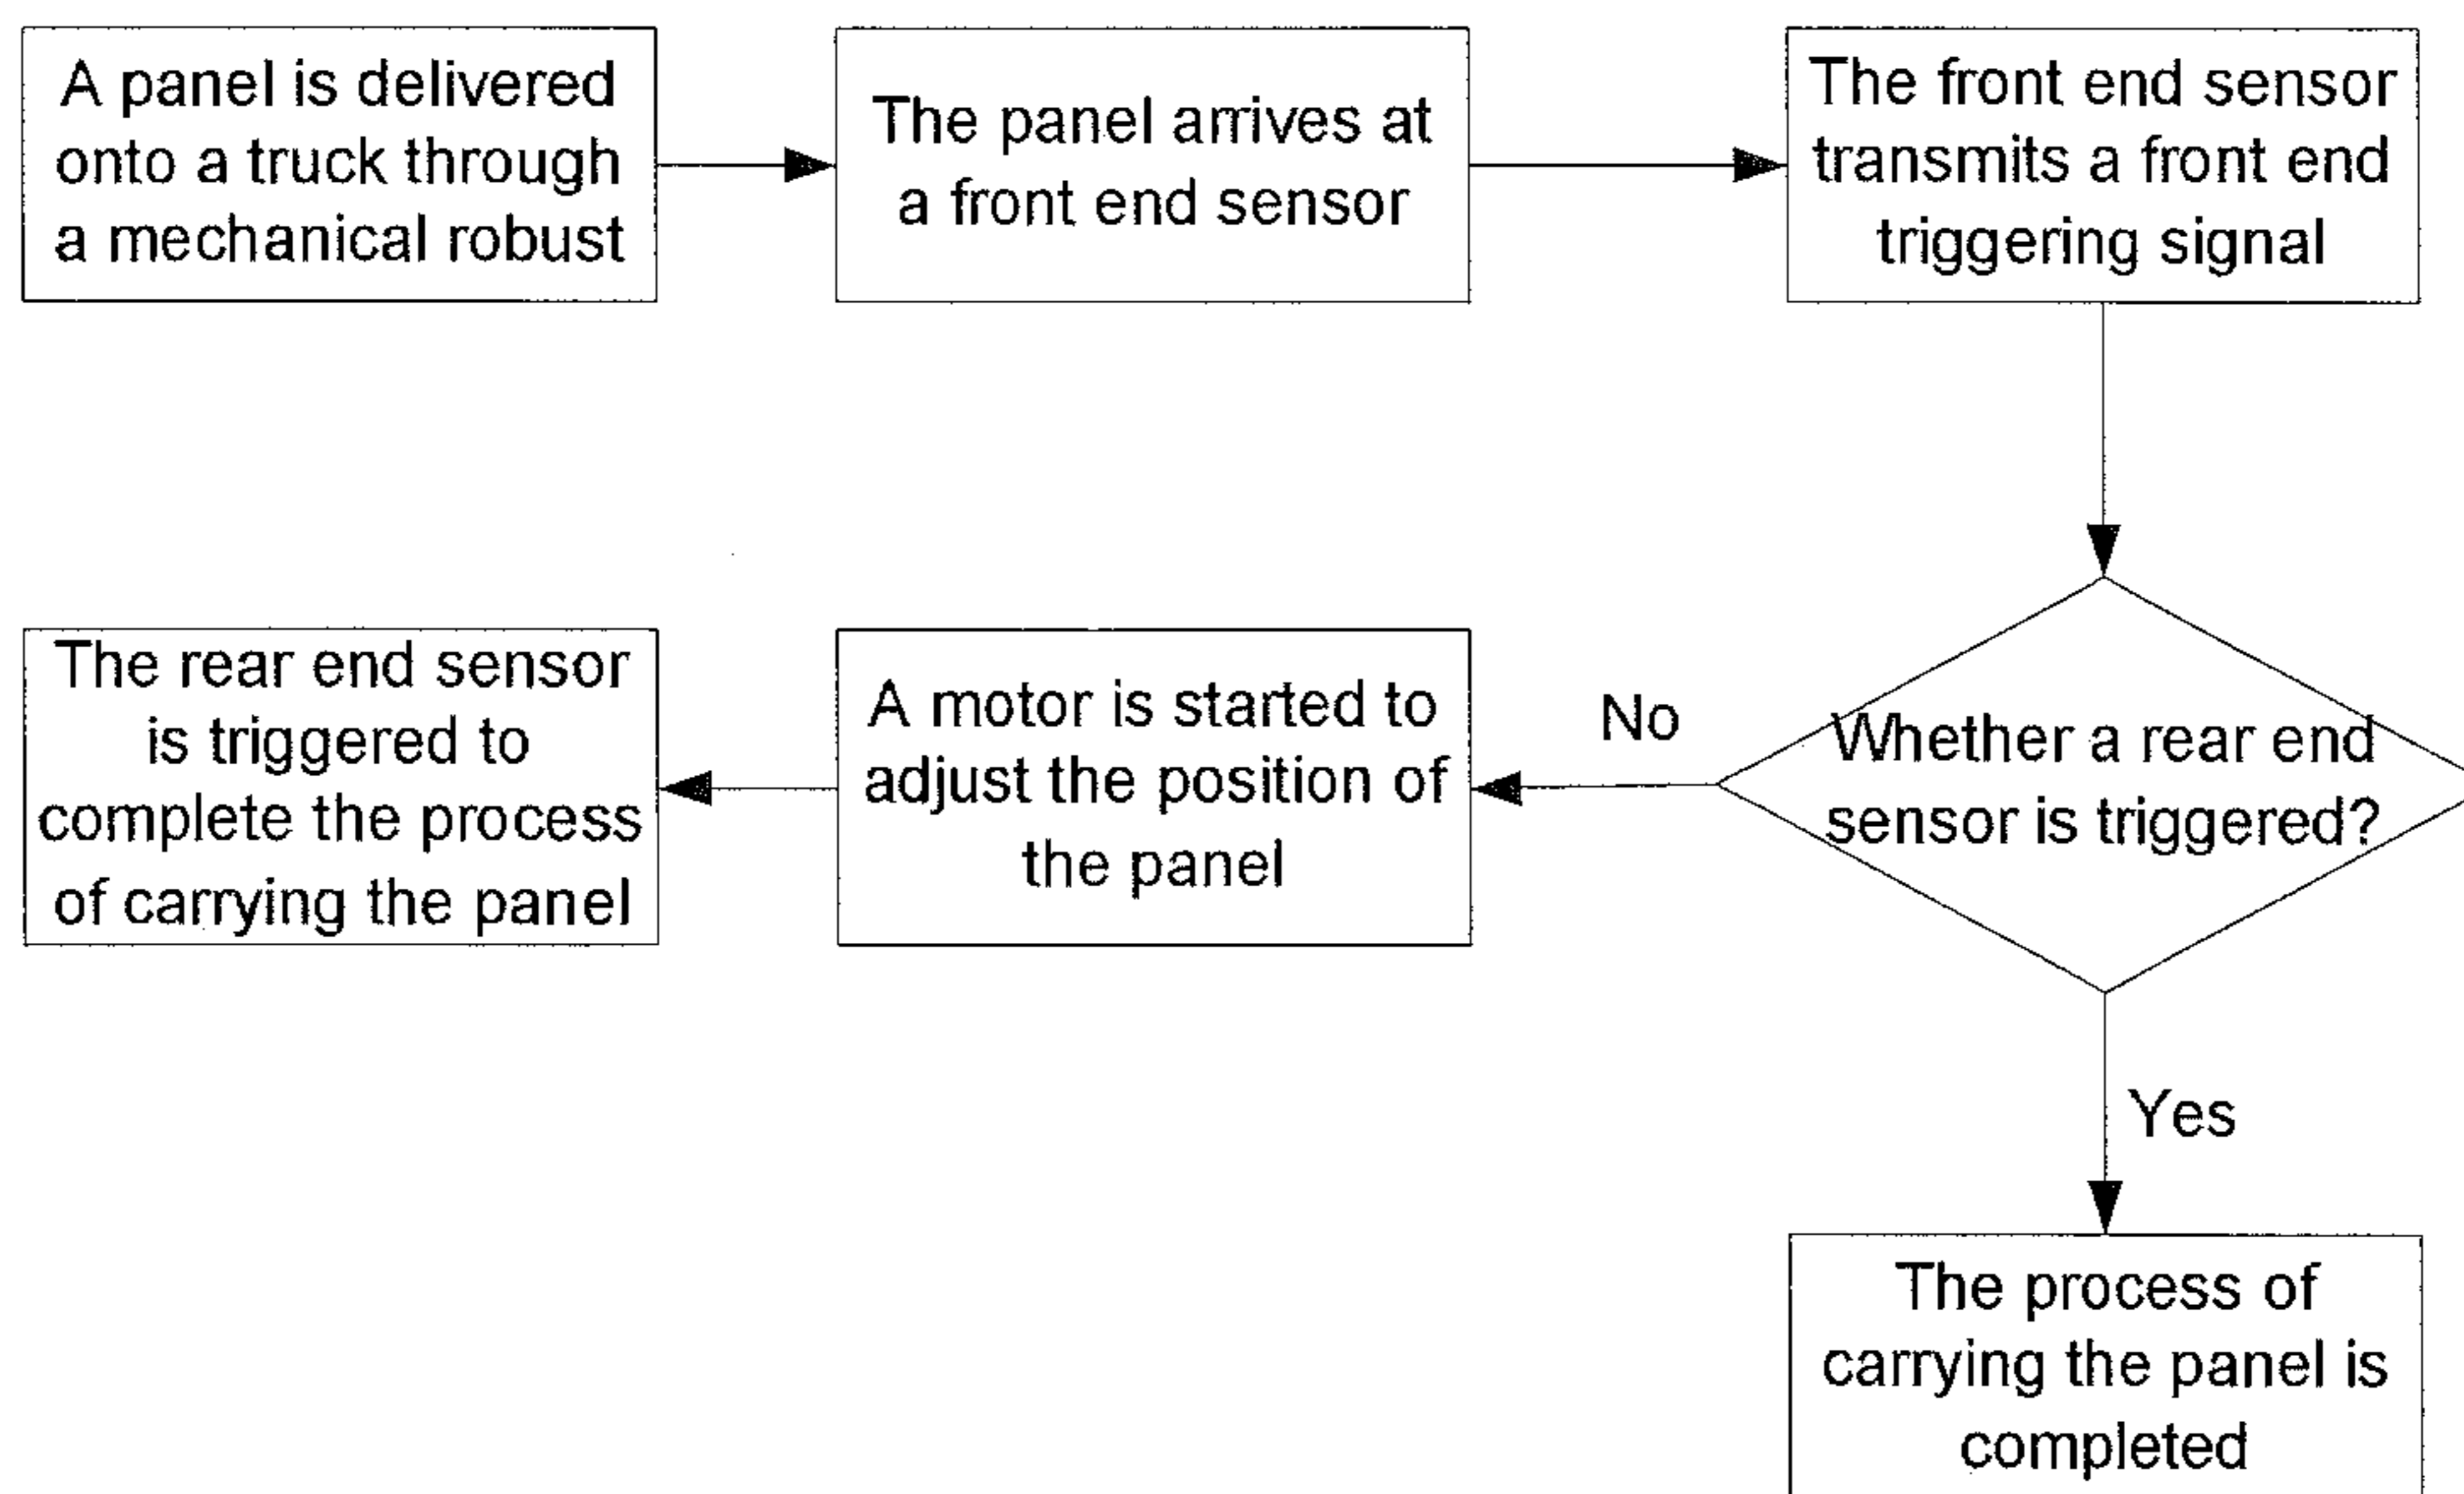 A panel is delivered
onto a truck through
a mechanical robust
The panel arrives at
a front end sensor
The front end sensor
transmits a front end
triggering signal
Whether a rear end
sensor is triggered?
No
A motor is started to
adjust the position of
the panel
The rear end sensor
is triggered to
complete the process
of carrying the panel
Yes
The process of
carrying the panel is
completed